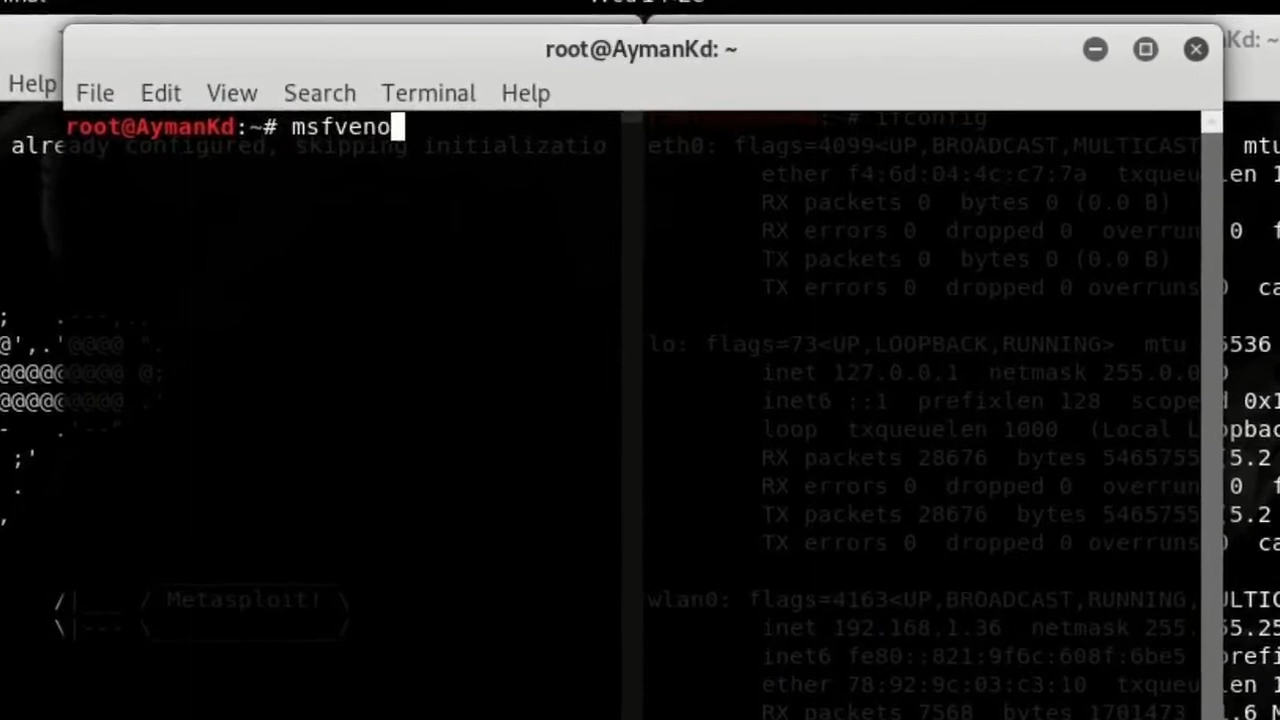 root@AymanKd: ~
Kd: ~
Help
File Edit View Search Terminal Help
root@AymanKd:~# msfveno
ifconfig
already configured, skipping initializatio
eth0: flags=4099<UP,BROADCAST,MULTICAST mtu
ether f4:6d:04:4c:c7:7a txqueuelen 1
RX packets 0 bytes 0 (0.0 B)
RX errors 0 dropped 0 overruns 0 f
TX packets 0 bytes 0 (0.0 B)
TX errors 0 dropped 0 overruns 0 ca
lo: flags=73<UP,LOOPBACK,RUNNING> mtu 65536
inet 127.0.0.1 netmask 255.0.0.0
inet6 ::1 prefixlen 128 scopeid 0x1
loop txqueuelen 1000 (Local Loopbac
RX packets 28676 bytes 5465755 (5.2
RX errors 0 dropped 0 overruns 0 f
TX packets 28676 bytes 5465755 (5.2
TX errors 0 dropped 0 overruns 0 ca
Metasploit!
wlan0: flags=4163<UP,BROADCAST,RUNNING,MULTIC
inet 192.168.1.36 netmask 255.255.25
inet6 fe80::821:9f6c:608f:6be5 prefi
ether 78:92:9c:03:c3:10 txqueue
RX packets 7568 bytes 1701473 1.6 M